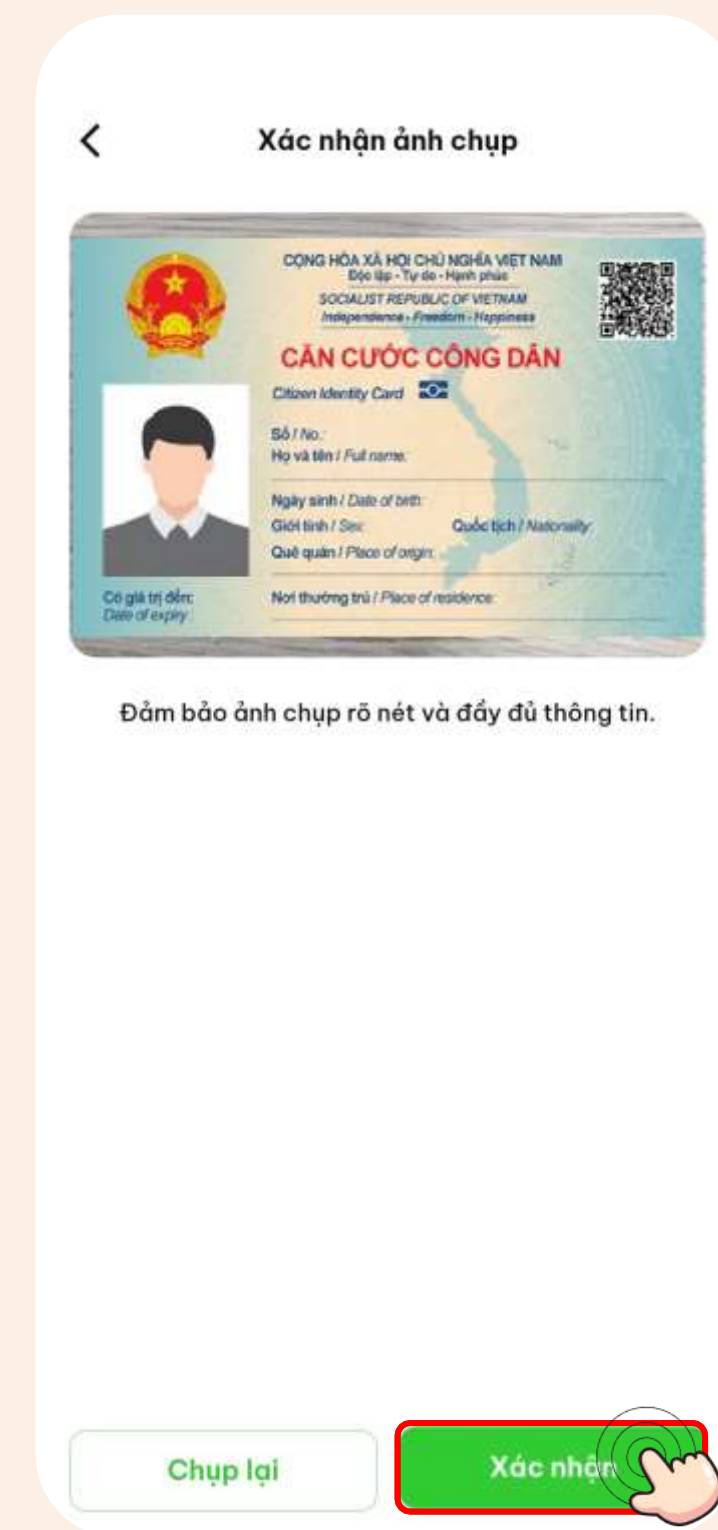 Xác nhận ảnh chụp
CỘNG HÒA XÃ HỘI CHỦ NGHĨA VIỆT NAM
Độc lập - Tự do - Hạnh phúc
SOCIALIST REPUBLIC OF VIETNAM
Independence - Freedom - Happiness
CĂN CƯỚC CÔNG DÂN
Citizen Identity Card
Số / No.:
Họ và tên / Full name:
Ngày sinh / Date of birth:
Giới tính / Sex: Quốc tịch / Nationality:
Quê quán / Place of origin:
Có giá trị đến:
Date of expiry:
Nơi thường trú / Place of residence:
Đảm bảo ảnh chụp rõ nét và đầy đủ thông tin.
Chụp lại
Xác nhận